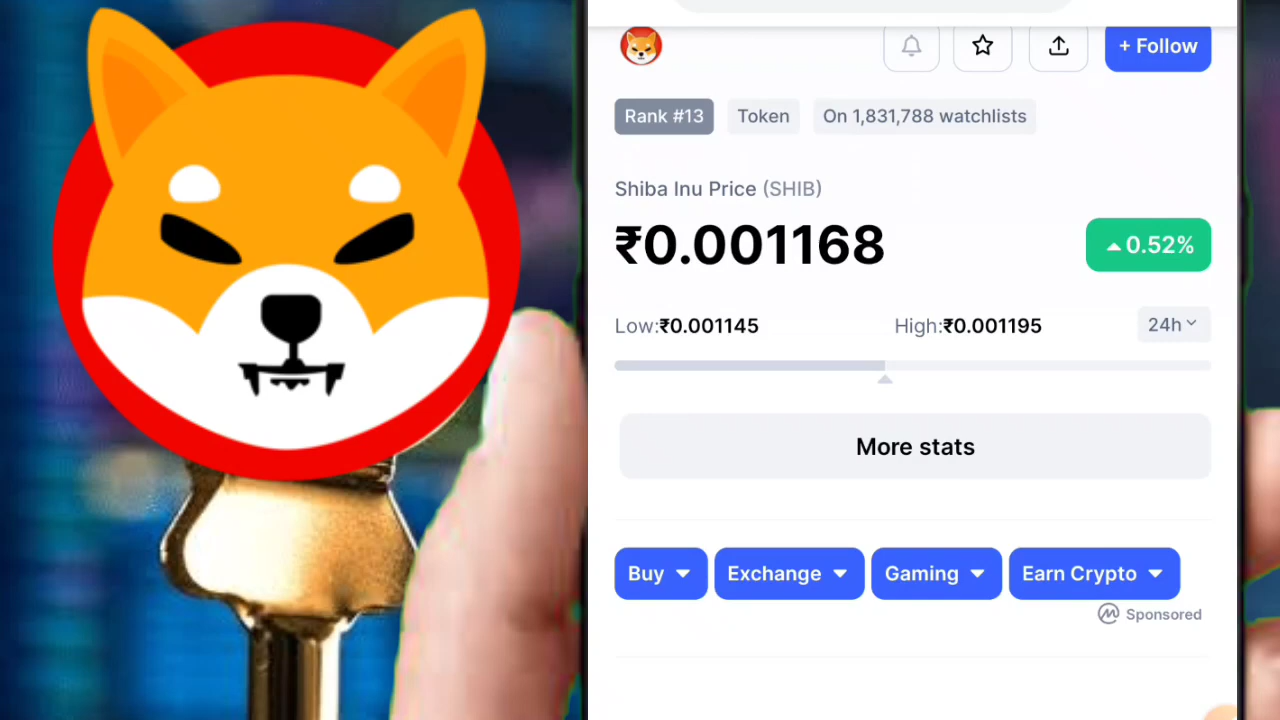 + Follow
Rank #13 Token On 1,831,788 watchlists
Shiba Inu Price (SHIB)
₹0.001168 0.52%
Low:₹0.001145 High:₹0.001195 24h
More stats
Buy Exchange Gaming Earn Crypto
Sponsored